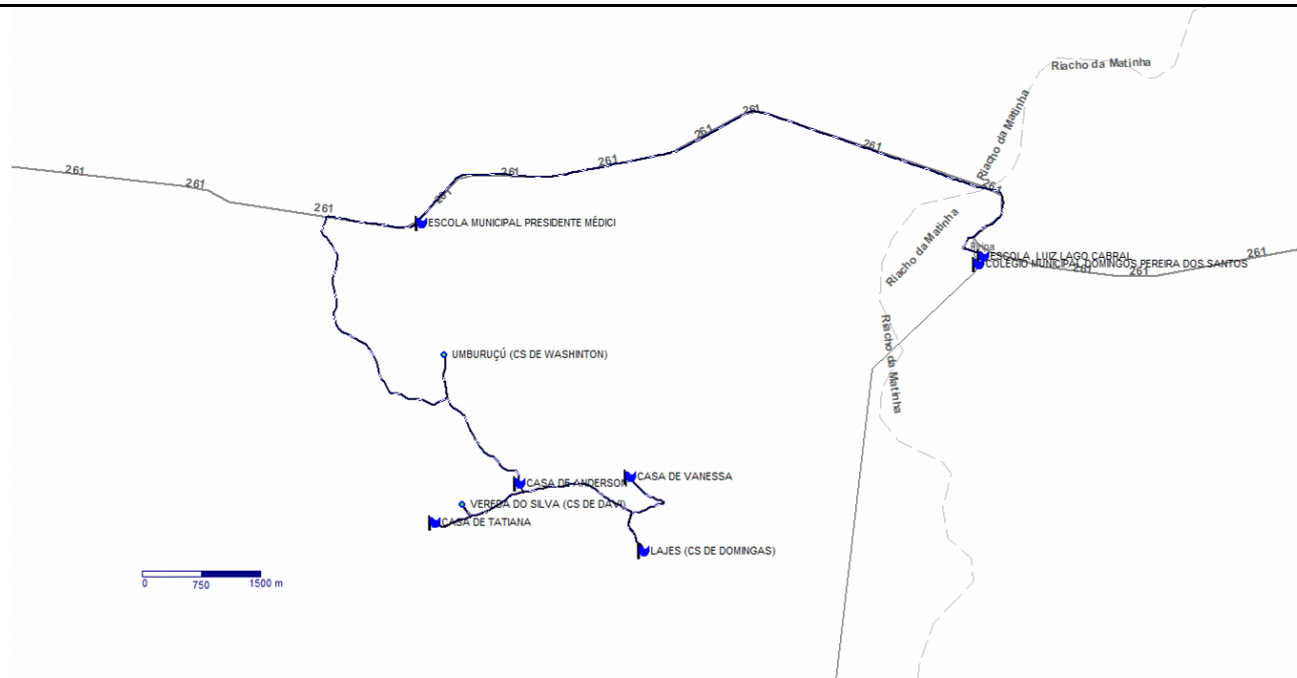 Riacho da Matinha
261
261
261
Riacho da Matinha
261
261
261
261
261
261
261
Riacho da Matinha
ESCOLA MUNICIPAL PRESIDENTE MÉDICI
ESCOLA LUIZ LAGO CABRAL
261
COLEGIO MUNICIPAL DOMINGOS PEREIRA DOS SANTOS
261
261
Riacho da Matinha
UMBURUÇÚ (CS DE WASHINTON)
CASA DE VANESSA
CASA DE ANDERSON
VEREDA DO SILVA (CS DE DAVI)
CASA DE TATIANA
LAJES (CS DE DOMINGAS)
0 750 1500 m